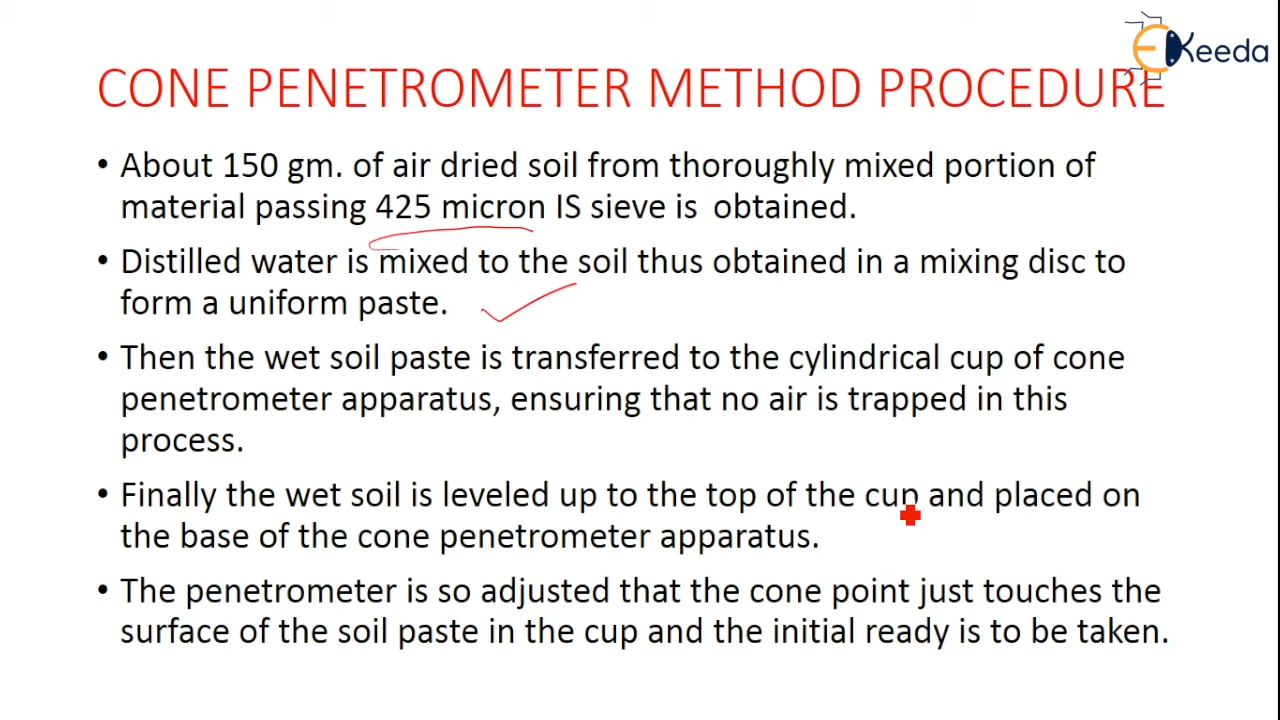 EKeeda
CONE PENETROMETER METHOD PROCEDURE
• About 150 gm. of air dried soil from thoroughly mixed portion of
material passing 425 micron IS sieve is obtained.
• Distilled water is mixed to the soil thus obtained in a mixing disc to
form a uniform paste.
• Then the wet soil paste is transferred to the cylindrical cup of cone
penetrometer apparatus, ensuring that no air is trapped in this
process.
• Finally the wet soil is leveled up to the top of the cup and placed on
the base of the cone penetrometer apparatus.
• The penetrometer is so adjusted that the cone point just touches the
surface of the soil paste in the cup and the initial ready is to be taken.